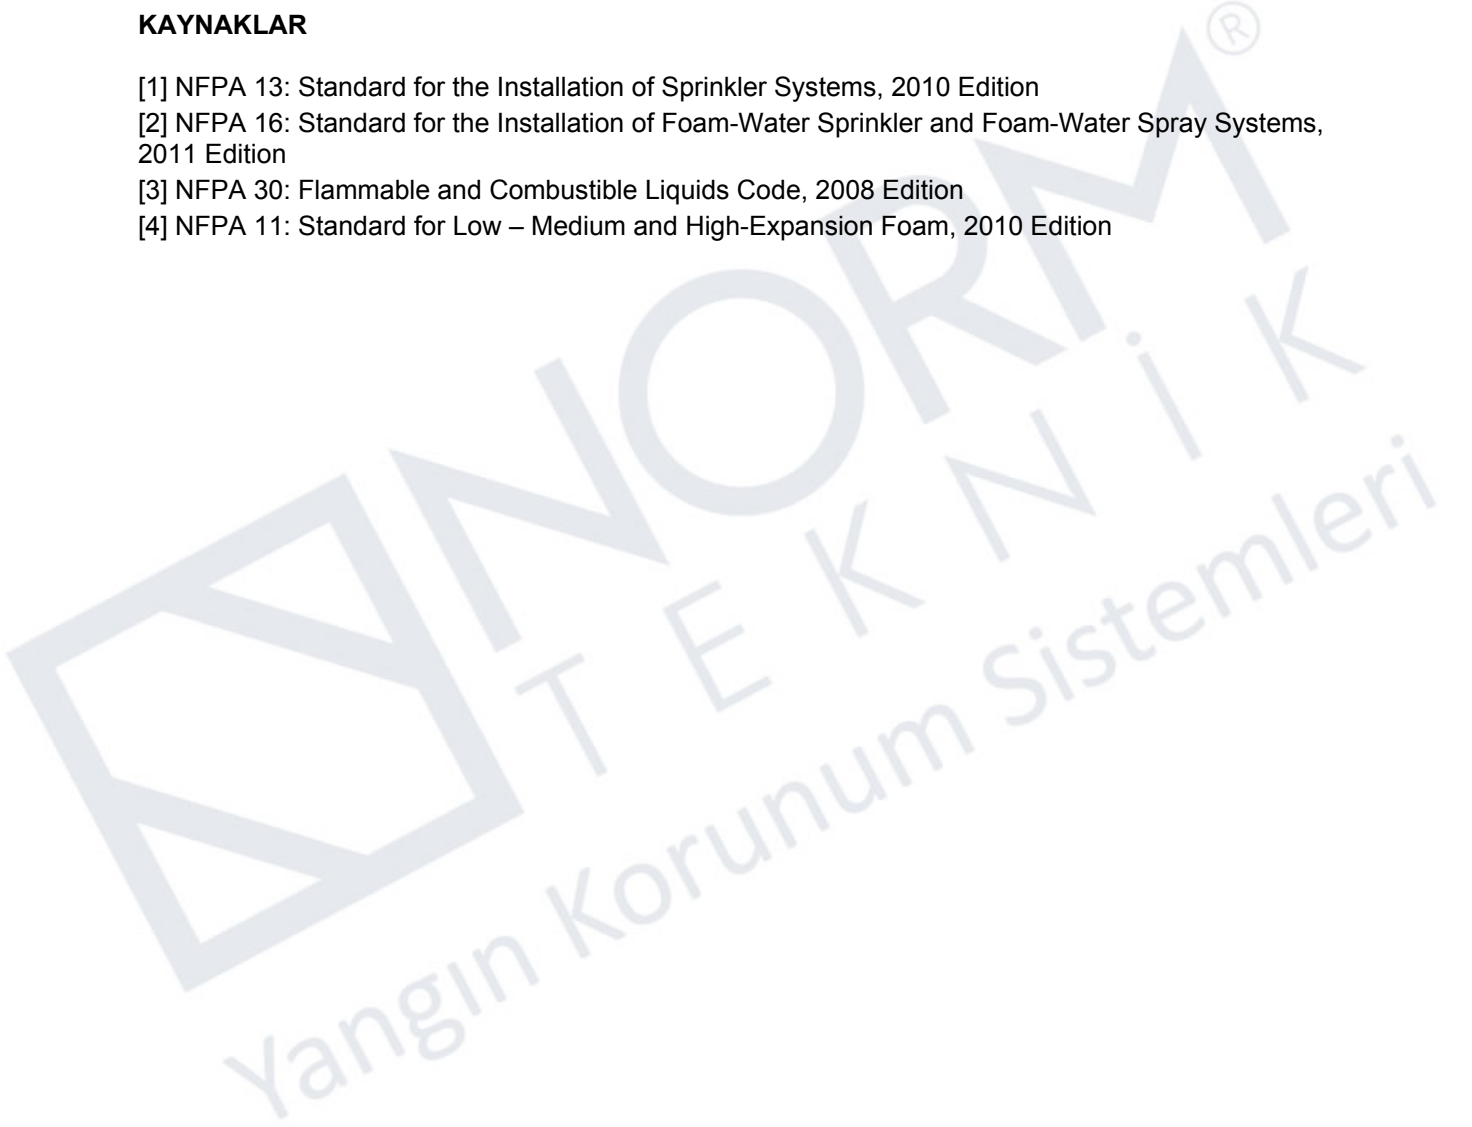 KAYNAKLAR
[1] NFPA 13: Standard for the Installation of Sprinkler Systems, 2010 Edition
[2] NFPA 16: Standard for the Installation of Foam-Water Sprinkler and Foam-Water Spray Systems,
2011 Edition
[3] NFPA 30: Flammable and Combustible Liquids Code, 2008 Edition
[4] NFPA 11: Standard for Low – Medium and High-Expansion Foam, 2010 Edition
NORM®
TEKNİK
Yangın Korunum Sistemleri